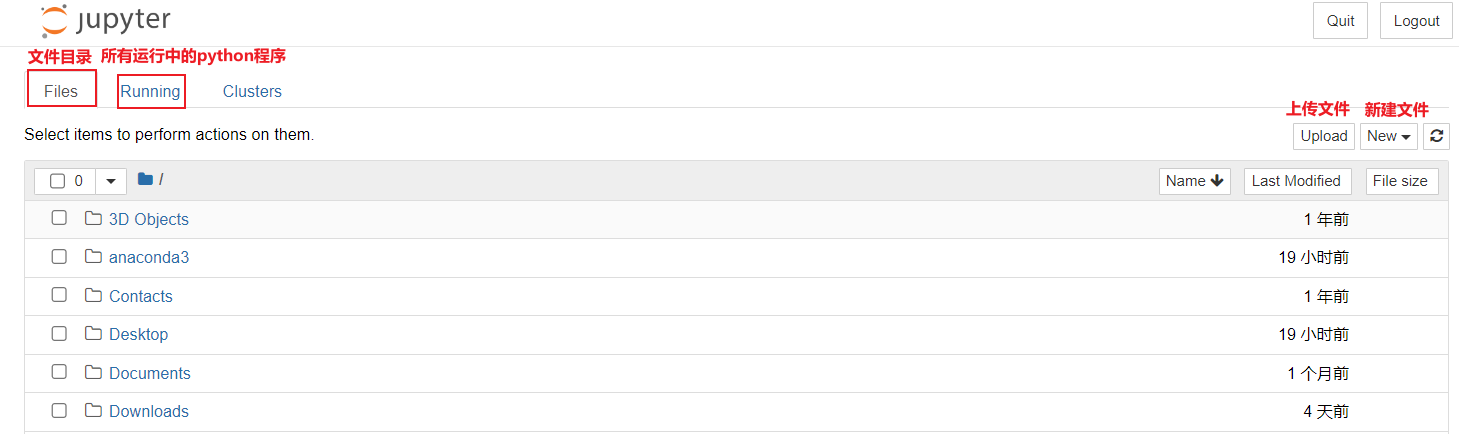 jupyter
Quit Logout
文件目录 所有运行中的python程序
Files Running Clusters
上传文件 新建文件
Select items to perform actions on them. Upload New
0 / Name Last Modified File size
3D Objects 1 年前
anaconda3 19 小时前
Contacts 1 年前
Desktop 19 小时前
Documents 1 个月前
Downloads 4 天前